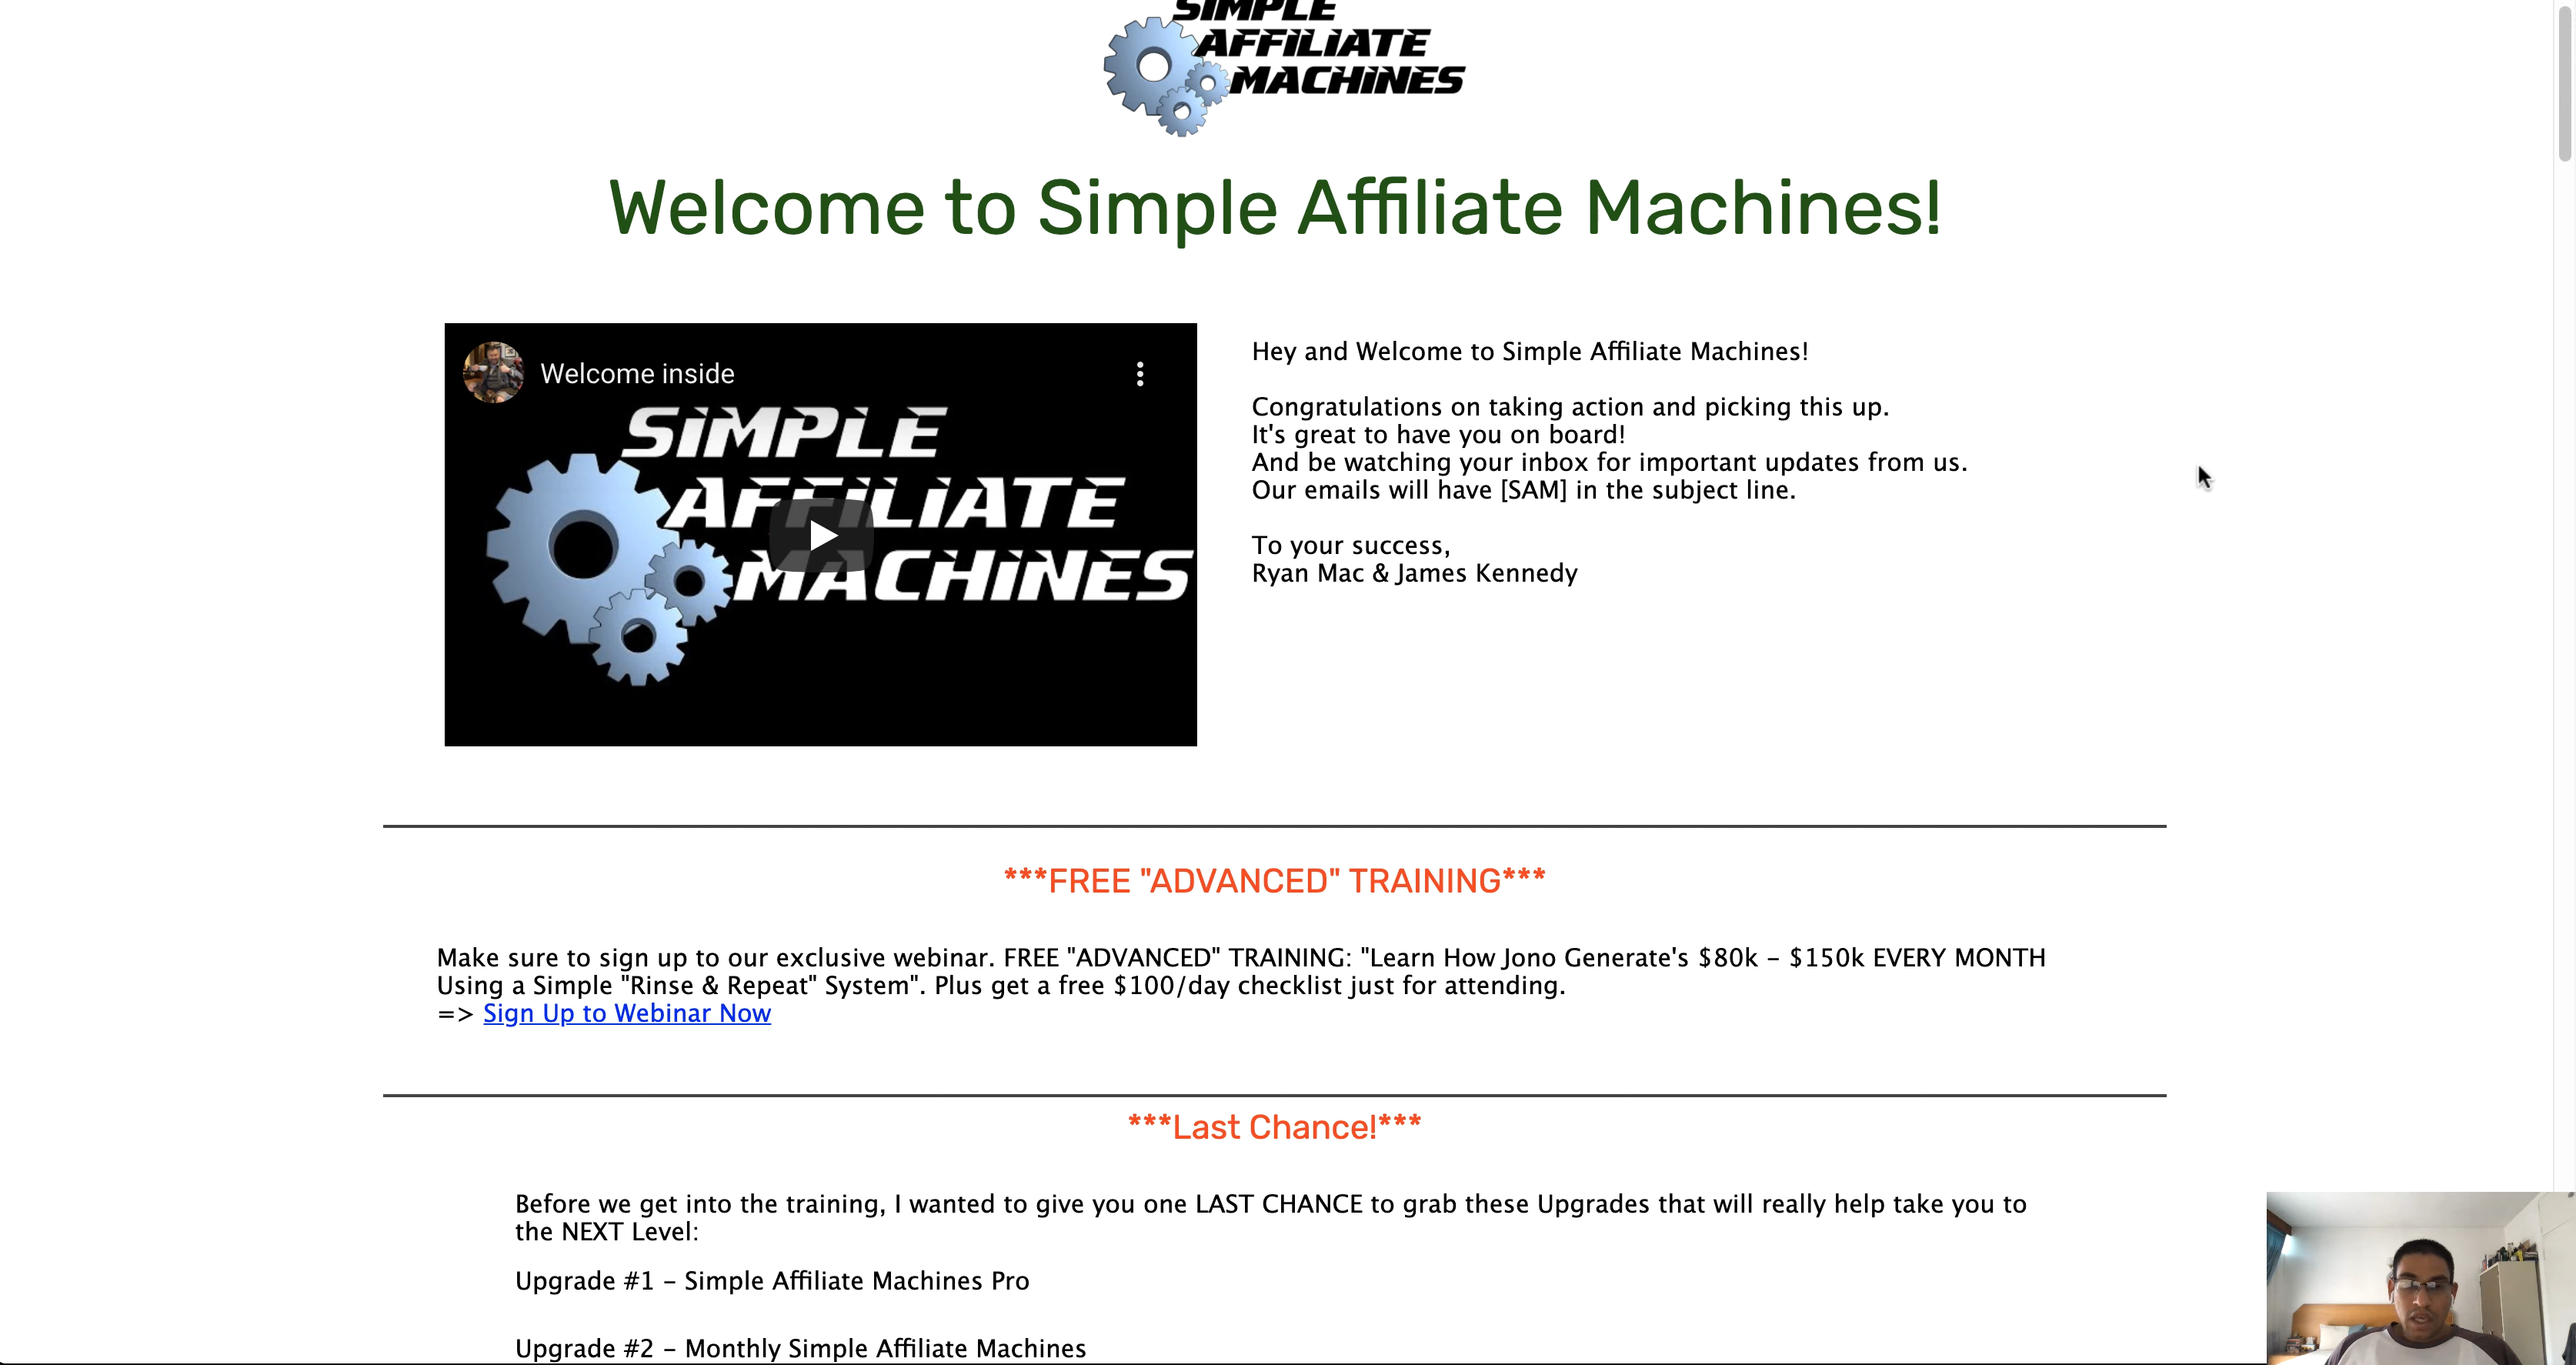 SIMPLE
AFFILIATE
MACHINES
Welcome to Simple Affiliate Machines!
Welcome inside
SIMPLE
AFFILIATE
MACHINES
Hey and Welcome to Simple Affiliate Machines!
Congratulations on taking action and picking this up.
It's great to have you on board!
And be watching your inbox for important updates from us.
Our emails will have [SAM] in the subject line.
To your success,
Ryan Mac & James Kennedy
***FREE "ADVANCED" TRAINING***
Make sure to sign up to our exclusive webinar. FREE "ADVANCED" TRAINING: "Learn How Jono Generate's $80k – $150k EVERY MONTH
Using a Simple "Rinse & Repeat" System". Plus get a free $100/day checklist just for attending.
=> Sign Up to Webinar Now
***Last Chance!***
Before we get into the training, I wanted to give you one LAST CHANCE to grab these Upgrades that will really help take you to
the NEXT Level:
Upgrade #1 – Simple Affiliate Machines Pro
Upgrade #2 – Monthly Simple Affiliate Machines